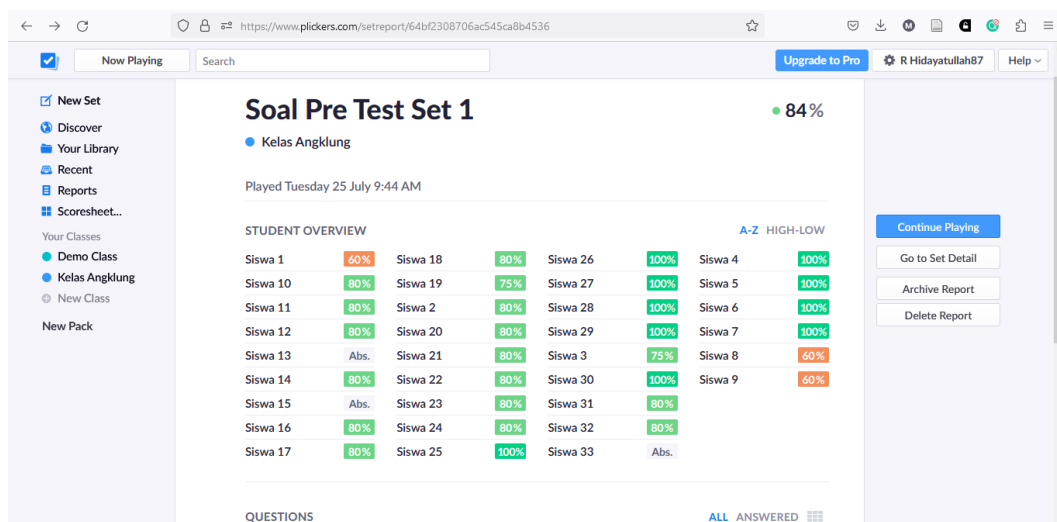 https://www.plickers.com/setreport/64bf2308706ac545ca8b4536
Now Playing
Search
Upgrade to Pro
R Hidayatullah87
Help
New Set
Discover
Your Library
Recent
Reports
Scoresheet...
Your Classes
Demo Class
Kelas Angklung
New Class
New Pack
Soal Pre Test Set 1
84%
Kelas Angklung
Played Tuesday 25 July 9:44 AM
STUDENT OVERVIEW
A-Z HIGH-LOW
Siswa 1 60% Siswa 18 80% Siswa 26 100% Siswa 4 100%
Siswa 10 80% Siswa 19 75% Siswa 27 100% Siswa 5 100%
Siswa 11 80% Siswa 2 80% Siswa 28 100% Siswa 6 100%
Siswa 12 80% Siswa 20 80% Siswa 29 100% Siswa 7 100%
Siswa 13 Abs. Siswa 21 80% Siswa 3 75% Siswa 8 60%
Siswa 14 80% Siswa 22 80% Siswa 30 100% Siswa 9 60%
Siswa 15 Abs. Siswa 23 80% Siswa 31 80%
Siswa 16 80% Siswa 24 80% Siswa 32 80%
Siswa 17 80% Siswa 25 100% Siswa 33 Abs.
QUESTIONS
ALL ANSWERED
Continue Playing
Go to Set Detail
Archive Report
Delete Report